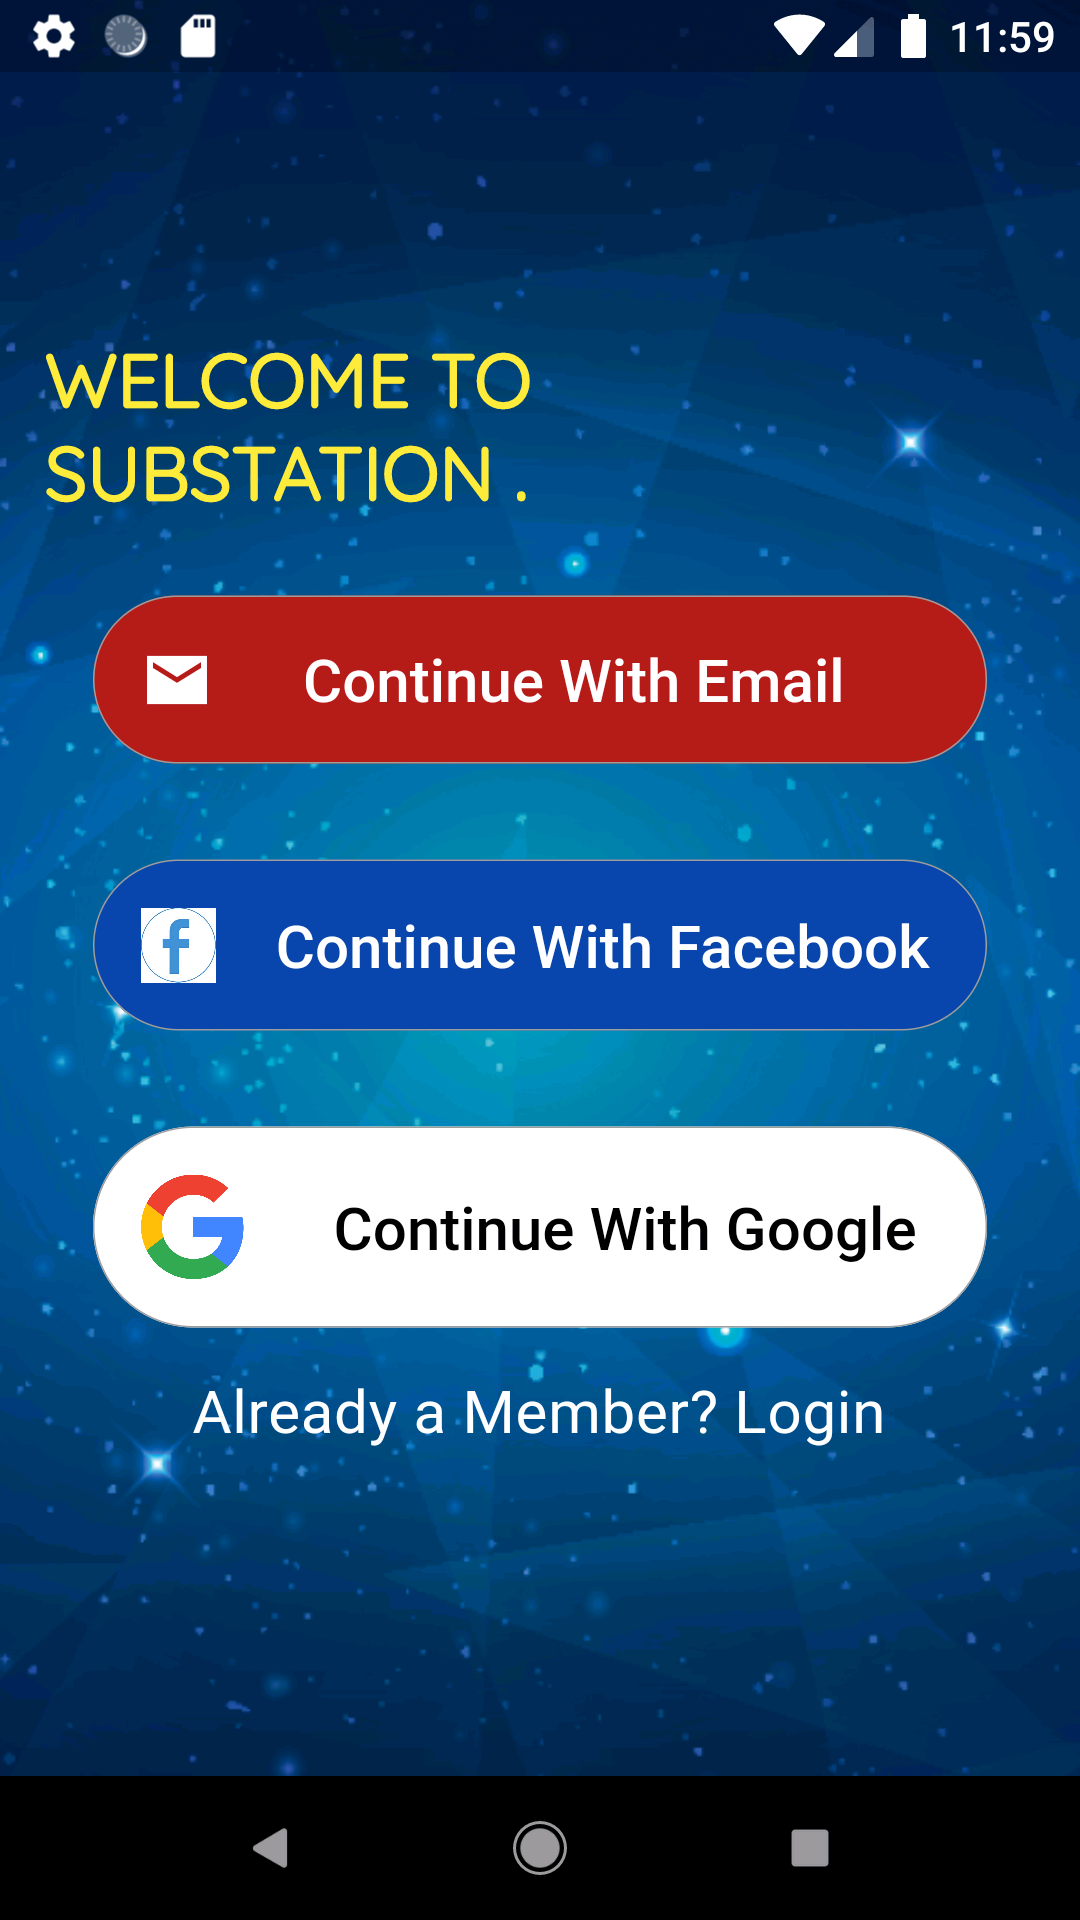 11:59
WELCOME TO
SUBSTATION .
Continue With Email
Continue With Facebook
Continue With Google
Already a Member? Login